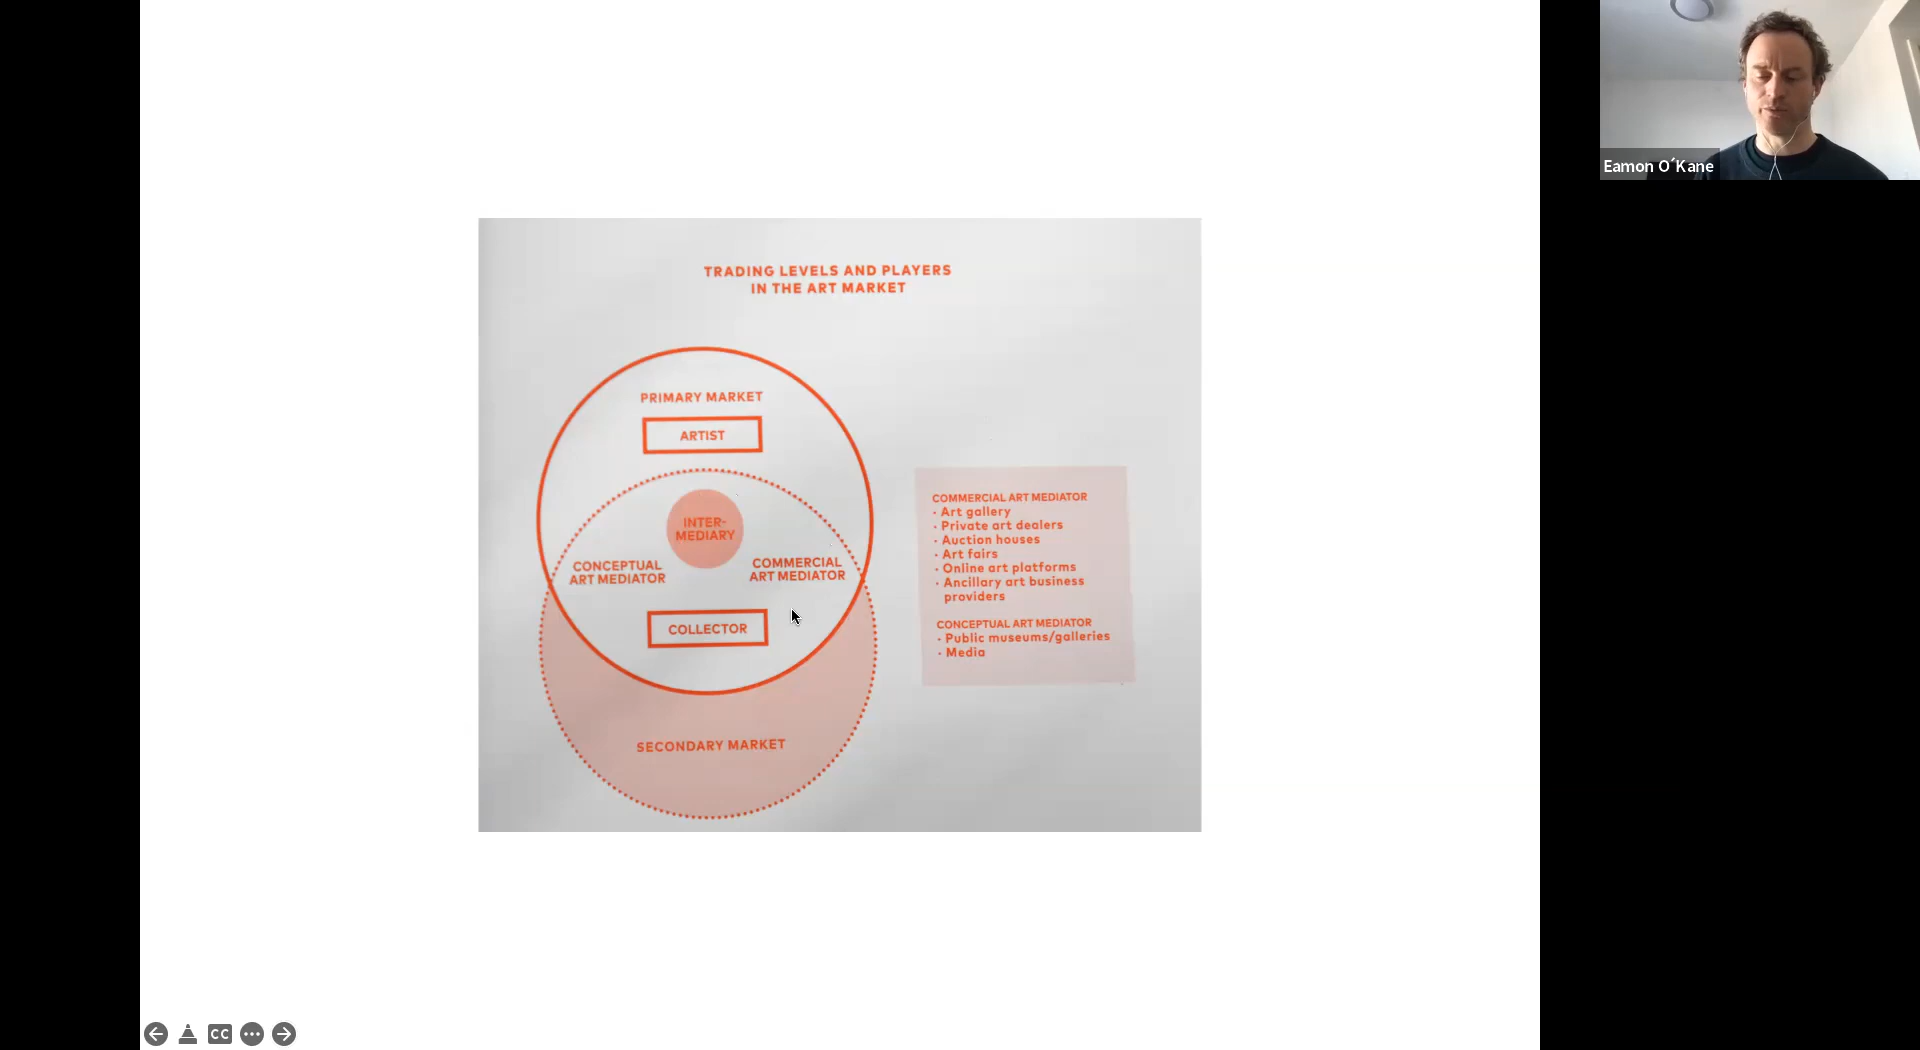 Eamon O´Kane
TRADING LEVELS AND PLAYERS
IN THE ART MARKET
PRIMARY MARKET
ARTIST
INTER-
MEDIARY
CONCEPTUAL
ART MEDIATOR
COMMERCIAL
ART MEDIATOR
COLLECTOR
SECONDARY MARKET
COMMERCIAL ART MEDIATOR
· Art gallery
· Private art dealers
· Auction houses
· Art fairs
· Online art platforms
· Ancillary art business
providers
CONCEPTUAL ART MEDIATOR
· Public museums/galleries
· Media
CC